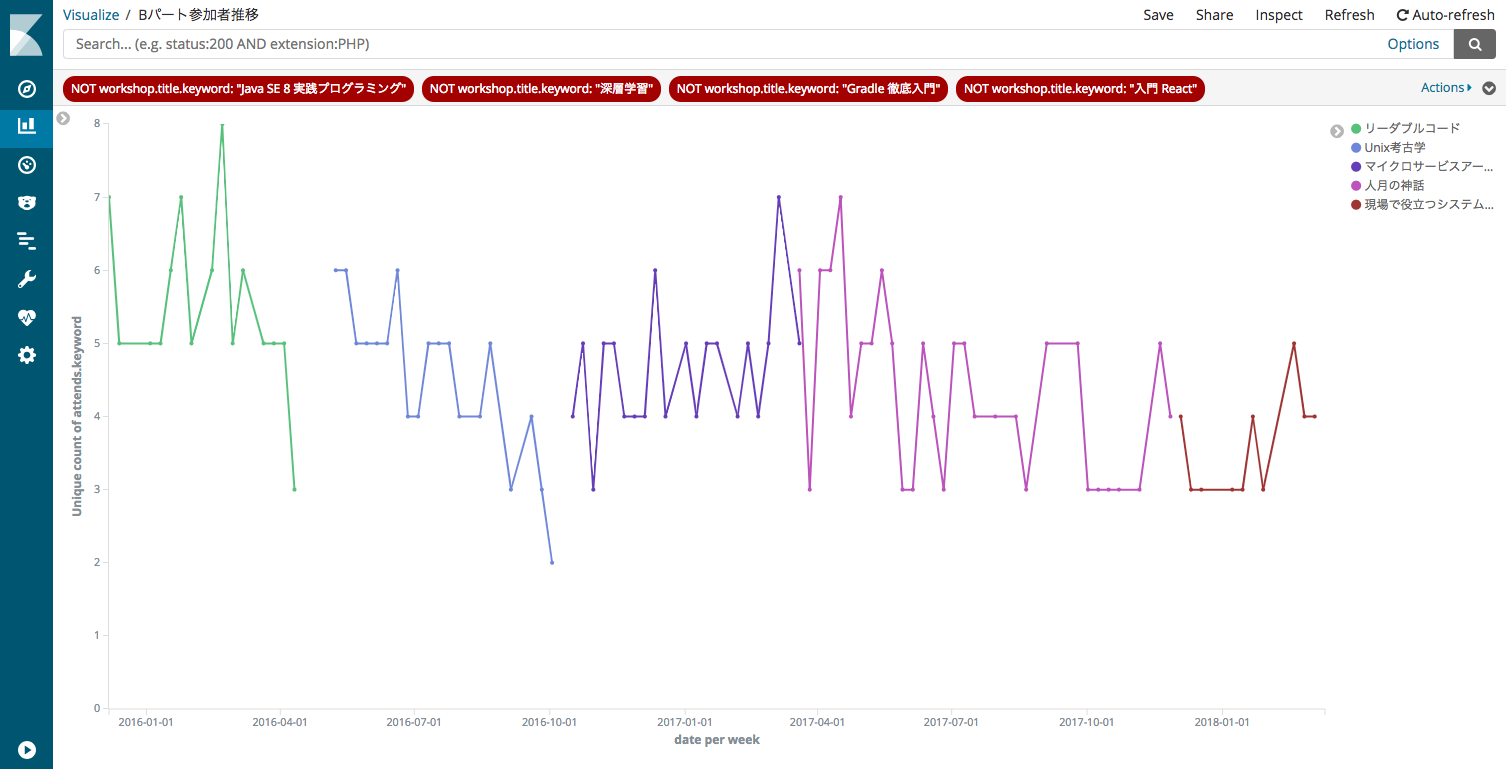 Visualize / Bパート参加者推移
Save Share Inspect Refresh Auto-refresh
Search... (e.g. status:200 AND extension:PHP)
Options
NOT workshop.title.keyword: "Java SE 8 実践プログラミング" NOT workshop.title.keyword: "深層学習" NOT workshop.title.keyword: "Gradle 徹底入門" NOT workshop.title.keyword: "入門 React"
Actions
リーダブルコード
Unix考古学
マイクロサービスアー...
人月の神話
現場で役立つシステム...
8
7
6
5
4
3
2
1
0
Unique count of attends.keyword
2016-01-01 2016-04-01 2016-07-01 2016-10-01 2017-01-01 2017-04-01 2017-07-01 2017-10-01 2018-01-01
date per week